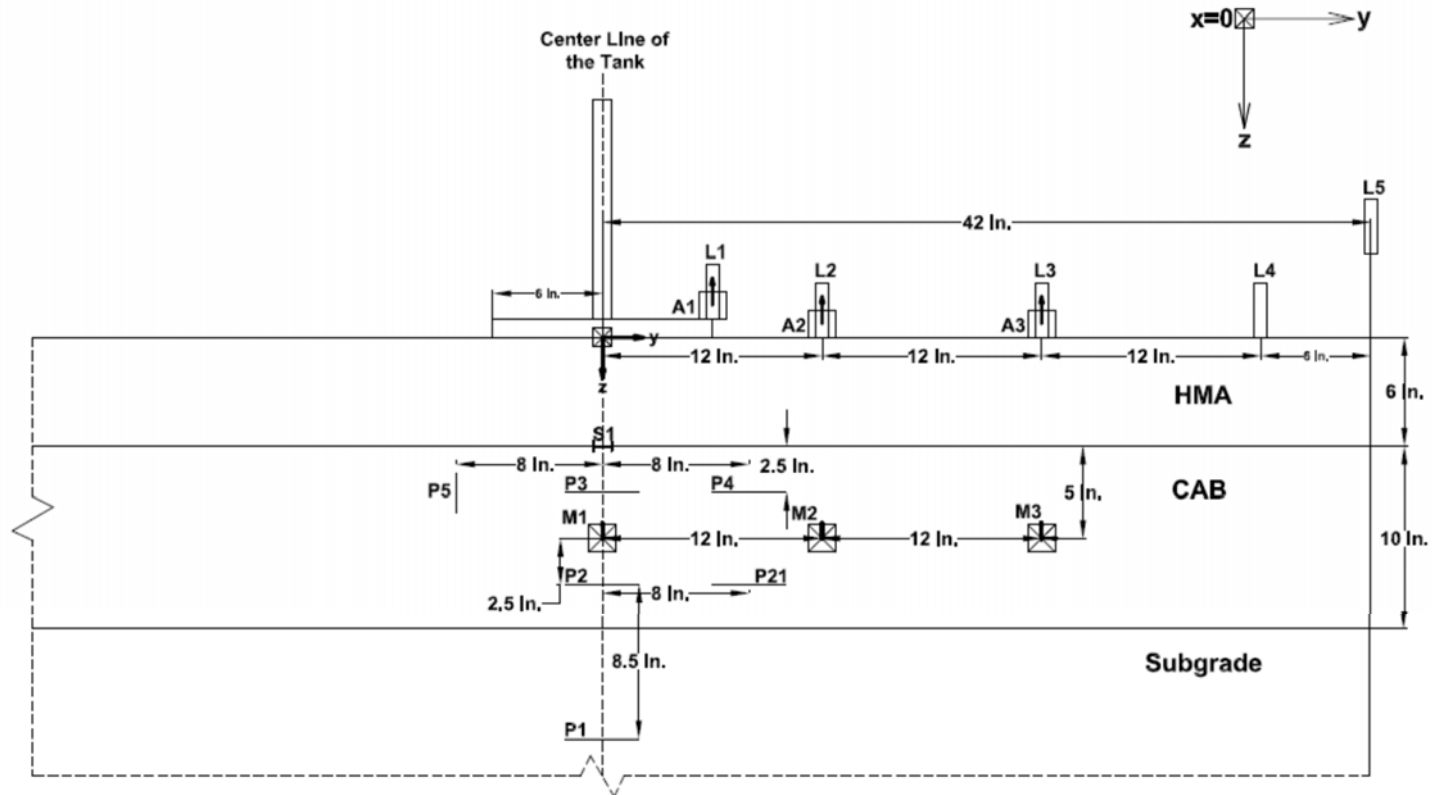 x=0
y
z
Center LIne of
the Tank
L5
42 In.
L1
L2
L3
L4
6 In.
A1
A2
A3
y
12 In.
12 In.
12 In.
6 In.
z
HMA
6 In.
S1
8 In.
8 In.
2.5 In.
P5
P3
P4
5 In.
CAB
M1
M2
M3
12 In.
12 In.
10 In.
P2
P21
8 In.
2.5 In.
8.5 In.
Subgrade
P1